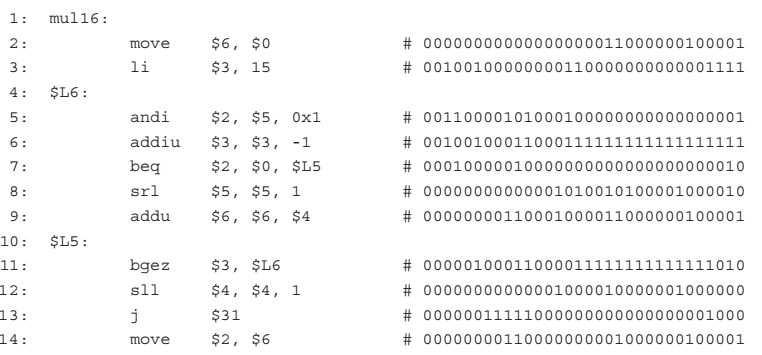 1: mul16:
2: move $6, $0 # 00000000000000000011000000100001
3: li $3, 15 # 00100100000000110000000000001111
4: $L6:
5: andi $2, $5, 0x1 # 00110000101000100000000000000001
6: addiu $3, $3, -1 # 00100100011000111111111111111111
7: beq $2, $0, $L5 # 00010000010000000000000000000010
8: srl $5, $5, 1 # 00000000000001010010100001000010
9: addu $6, $6, $4 # 00000000110001000011000000100001
10: $L5:
11: bgez $3, $L6 # 00000100011000011111111111111010
12: sll $4, $4, 1 # 00000000000001000010000001000000
13: j $31 # 00000011111000000000000000001000
14: move $2, $6 # 00000000110000000001000000100001